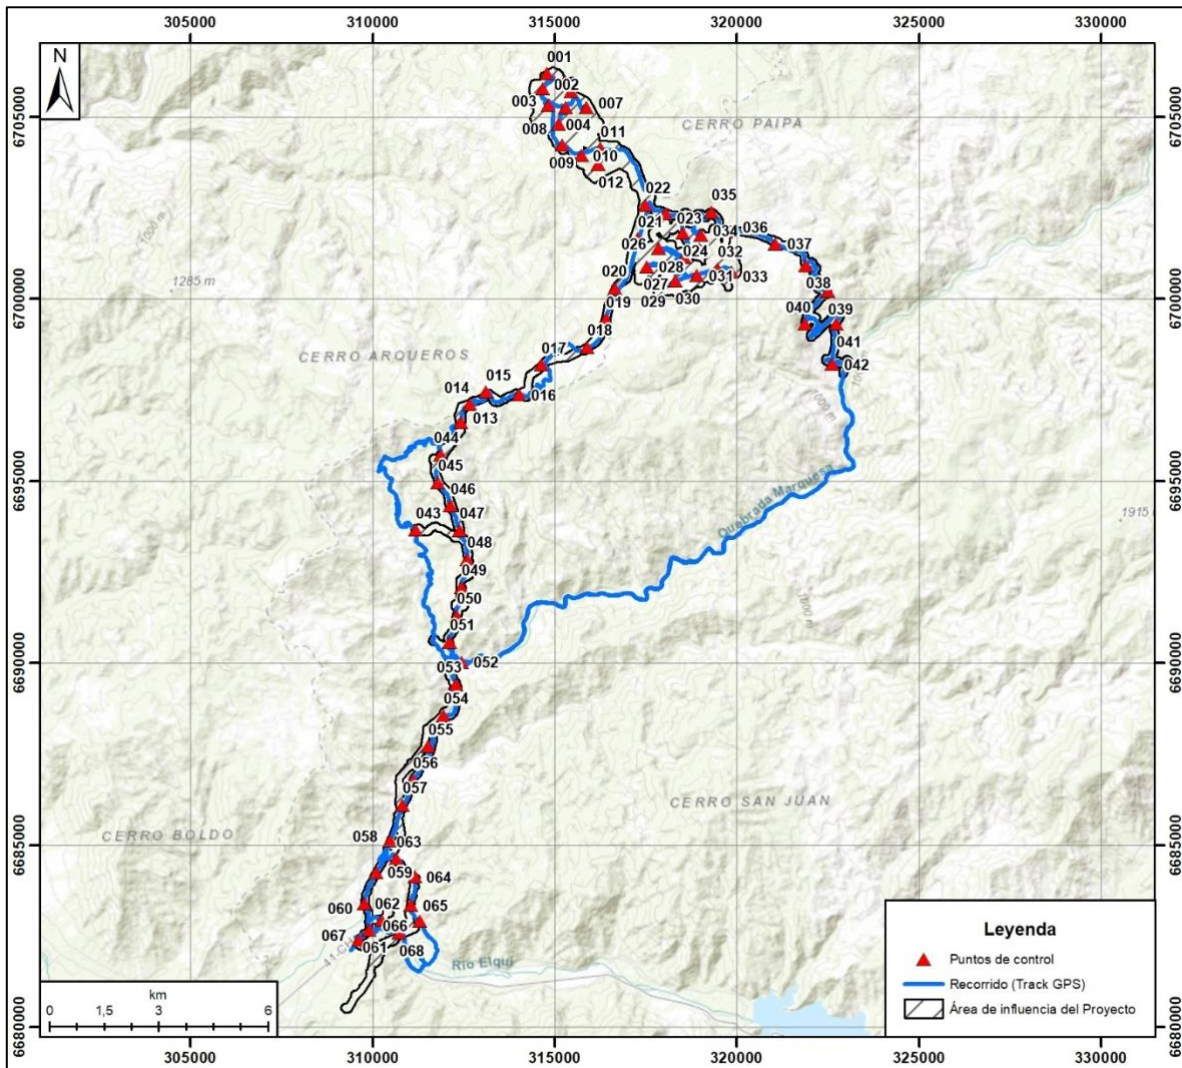 305000 310000 315000 320000 325000 330000
N
001
002
003
007
6705000 6705000
008 004
CERRO PAIPA
011
009 010
012
022 035
021 023 036
034
026 037
024 032
028
020 031 033
027 038
1285 m
019 029 030
6700000 6700000
040 039
018
041
017
CERRO ARQUEROS
042
015
014
016
013
044
045
6695000 6695000
046
Quebrada Marquesa
043 047
1915
048
049
050
051
6690000 6690000
052
053
054
055
056
057
CERRO SAN JUAN
CERRO BOLDO
058 063
6685000 6685000
059 064
060 062 065
066
067 061 068
Río Elqui
Leyenda
Puntos de control
Recorrido (Track GPS)
Área de influencia del Proyecto
km
0 1,5 3 6
6680000 6680000
305000 310000 315000 320000 325000 330000